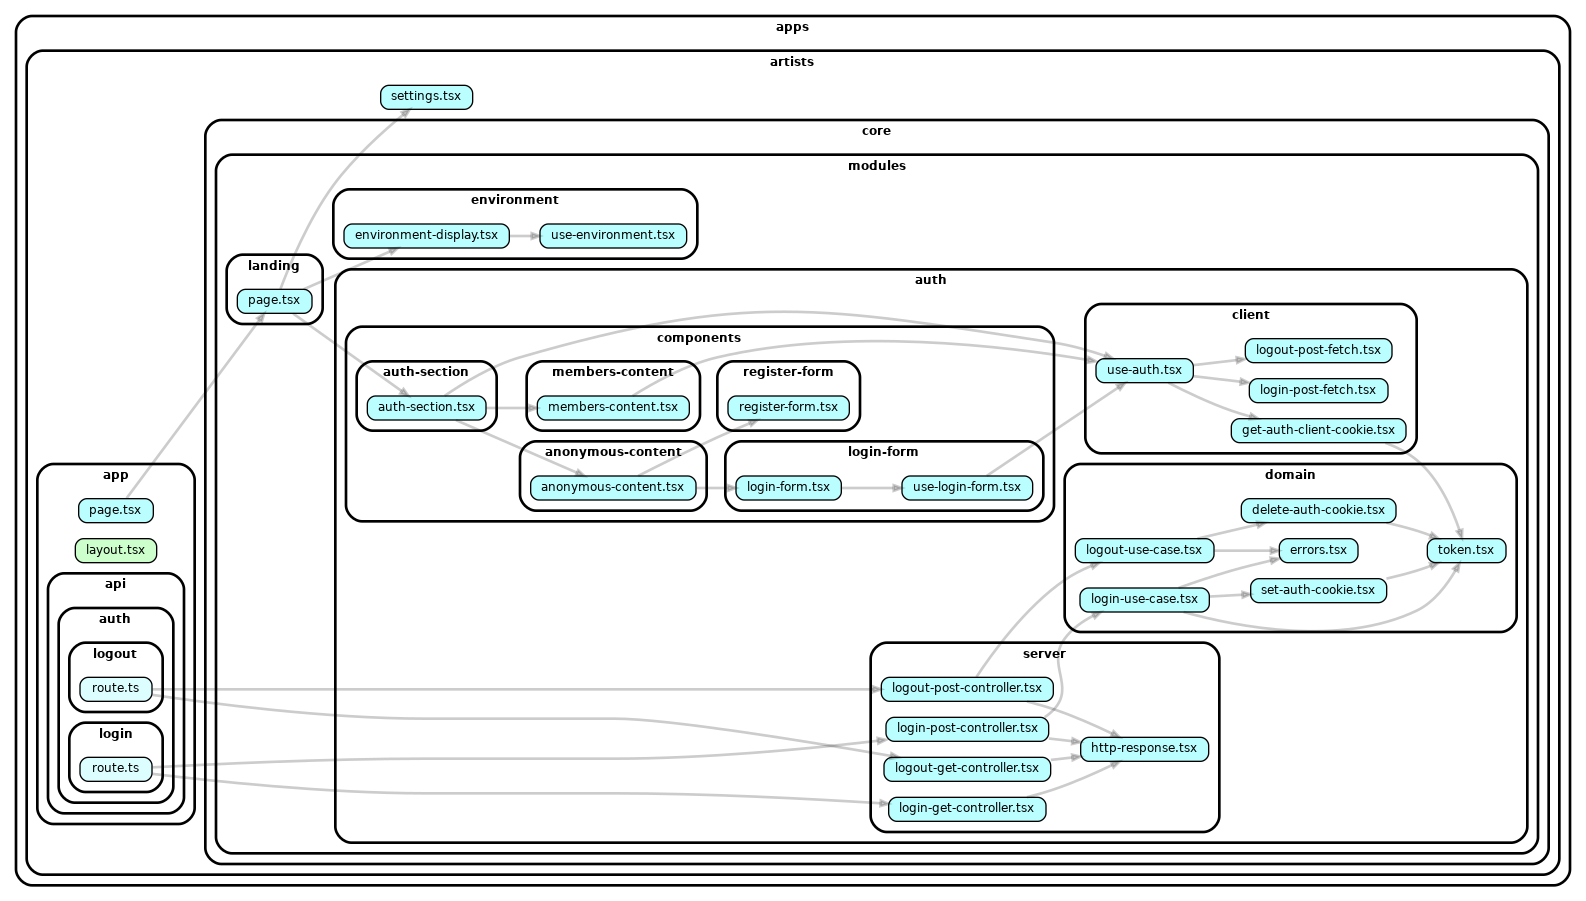 apps
artists
settings.tsx
core
modules
environment
environment-display.tsx
use-environment.tsx
landing
page.tsx
auth
client
logout-post-fetch.tsx
use-auth.tsx
login-post-fetch.tsx
get-auth-client-cookie.tsx
components
auth-section
auth-section.tsx
members-content
members-content.tsx
register-form
register-form.tsx
anonymous-content
anonymous-content.tsx
login-form
login-form.tsx
use-login-form.tsx
domain
delete-auth-cookie.tsx
logout-use-case.tsx
errors.tsx
token.tsx
set-auth-cookie.tsx
login-use-case.tsx
app
page.tsx
layout.tsx
api
auth
logout
route.ts
login
route.ts
server
logout-post-controller.tsx
login-post-controller.tsx
http-response.tsx
logout-get-controller.tsx
login-get-controller.tsx